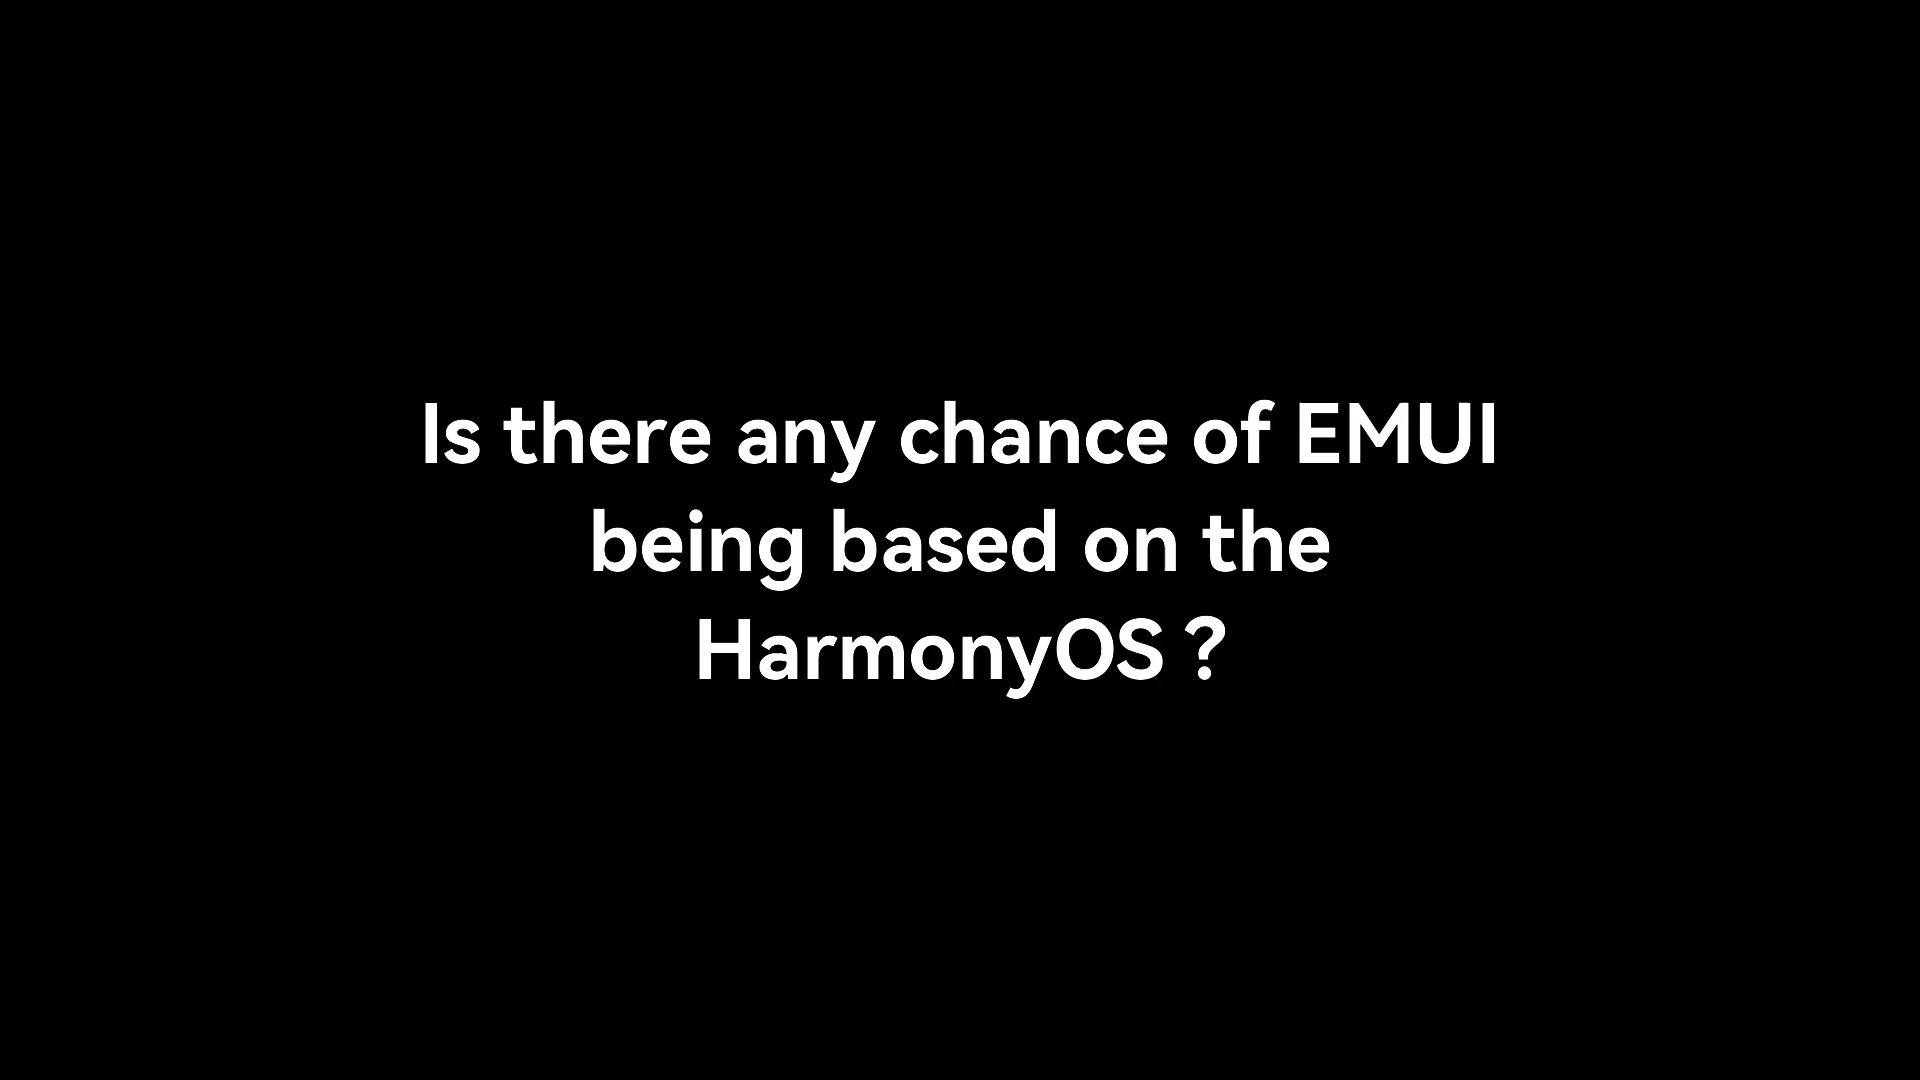 Is there any chance of EMUI
being based on the
HarmonyOS ?